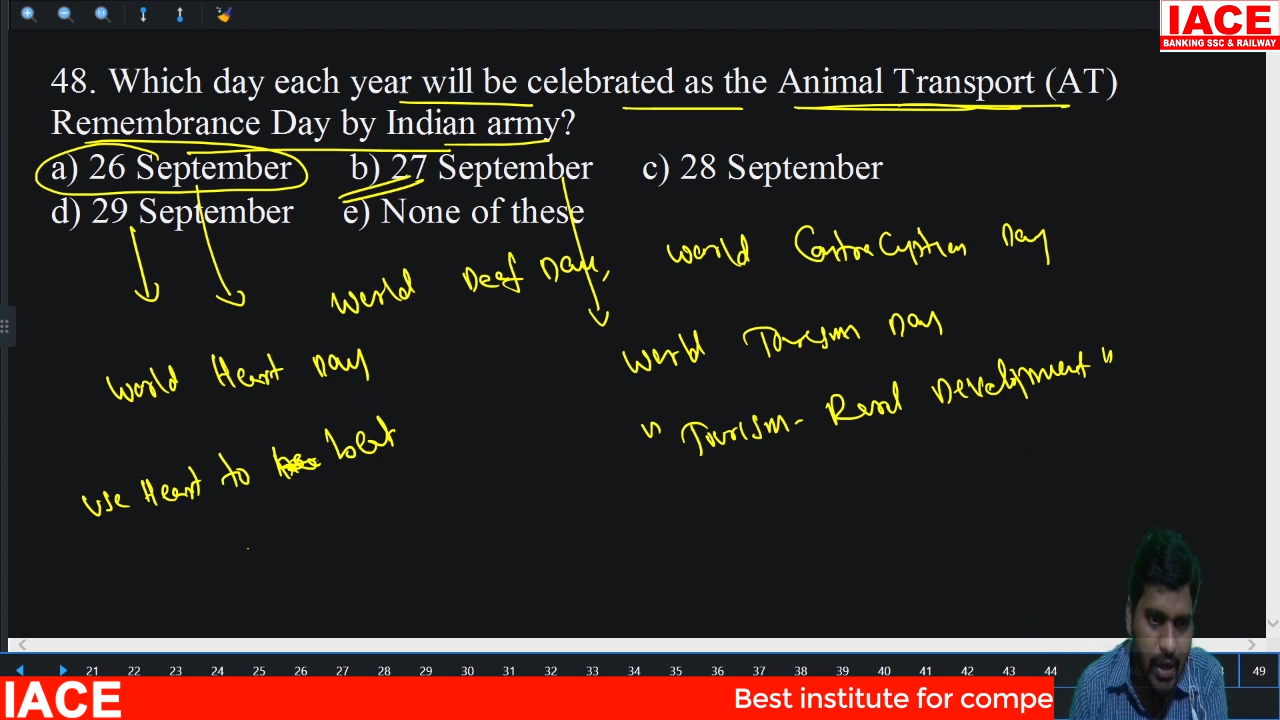 IACE
BANKING SSC & RAILWAY
48. Which day each year will be celebrated as the Animal Transport (AT)
Remembrance Day by Indian army?
a) 26 September b) 27 September c) 28 September
d) 29 September e) None of these
World Deaf Day, World Day
World Heart Day
World Tourism Day
"Tourism - Development"
use Heart to beat
21 22 23 24 25 26 27 28 29 30 31 32 33 34 35 36 37 38 39 40 41 42 43 44 49
IACE
Best institute for compe